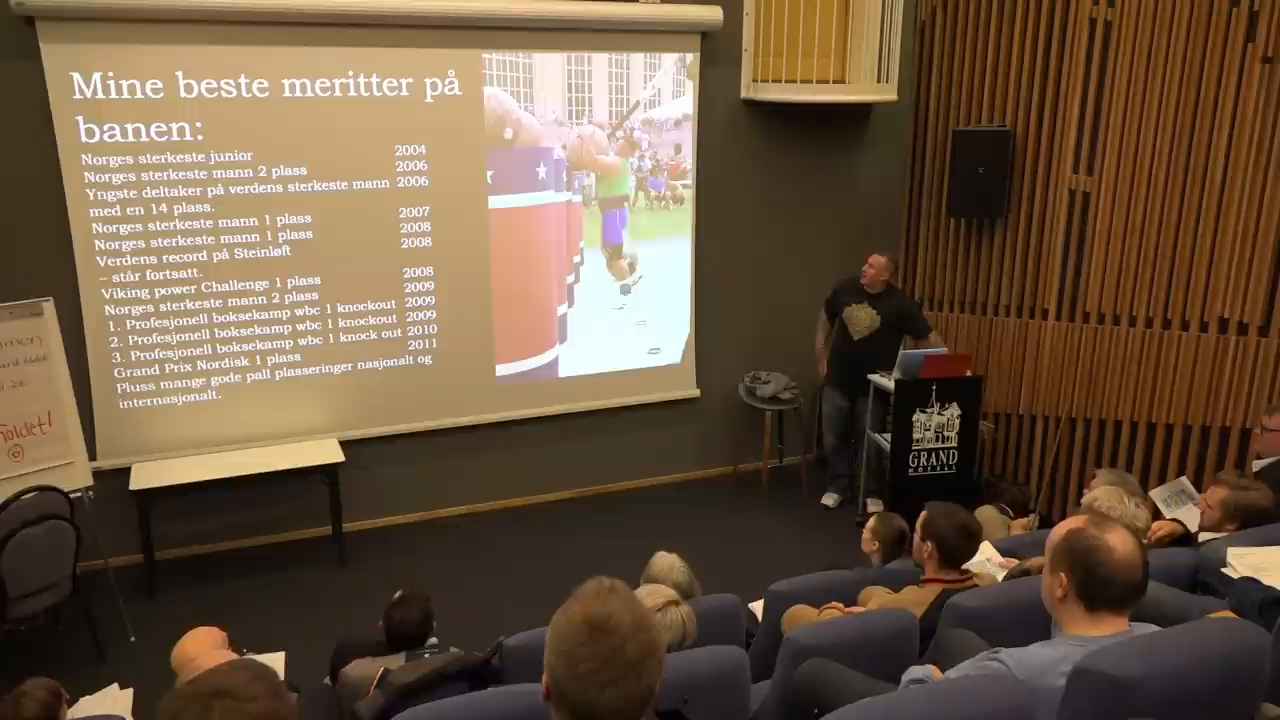 Mine beste meritter på
banen:
Norges sterkeste junior 2004
Norges sterkeste mann 2 plass 2006
Yngste deltaker på verdens sterkeste mann 2006
med en 14 plass.
Norges sterkeste mann 1 plass 2007
Norges sterkeste mann 1 plass 2008
Verdens record på Steinløft 2008
– står fortsatt.
Viking power Challenge 1 plass 2008
Norges sterkeste mann 2 plass 2009
1. Profesjonell boksekamp wbc 1 knockout 2009
2. Profesjonell boksekamp wbc 1 knockout 2009
3. Profesjonell boksekamp wbc 1 knock out 2010
Grand Prix Nordisk 1 plass 2011
Pluss mange gode pall plasseringer nasjonalt og
internasjonalt.
GRAND
HOTELL